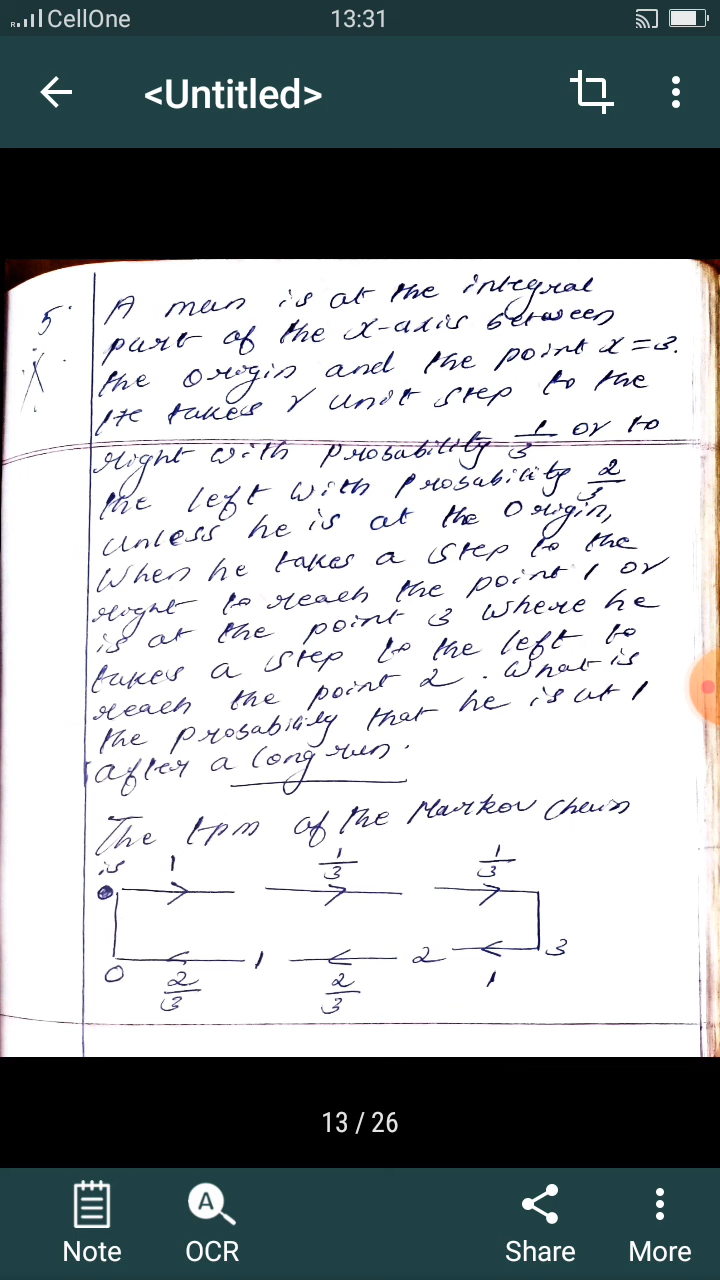 CellOne
13:31
<Untitled>
5.
A man is at the integral
part of the x-axis between
the origin and the point x = 3.
He takes r unit step to the
right with probability 1/3 or to
the left with probability 2/3
unless he is at the origin,
when he takes a step to the
right to reach the point 1 or
is at the point 3 where he
takes a step to the left to
reach the point 2. What is
the probability that he is at 1
after a long run.
The tpm of the Markov chain
is
1 1/3 1/3
0 1 2 3
2/3 2/3 1
13 / 26
Note OCR Share More